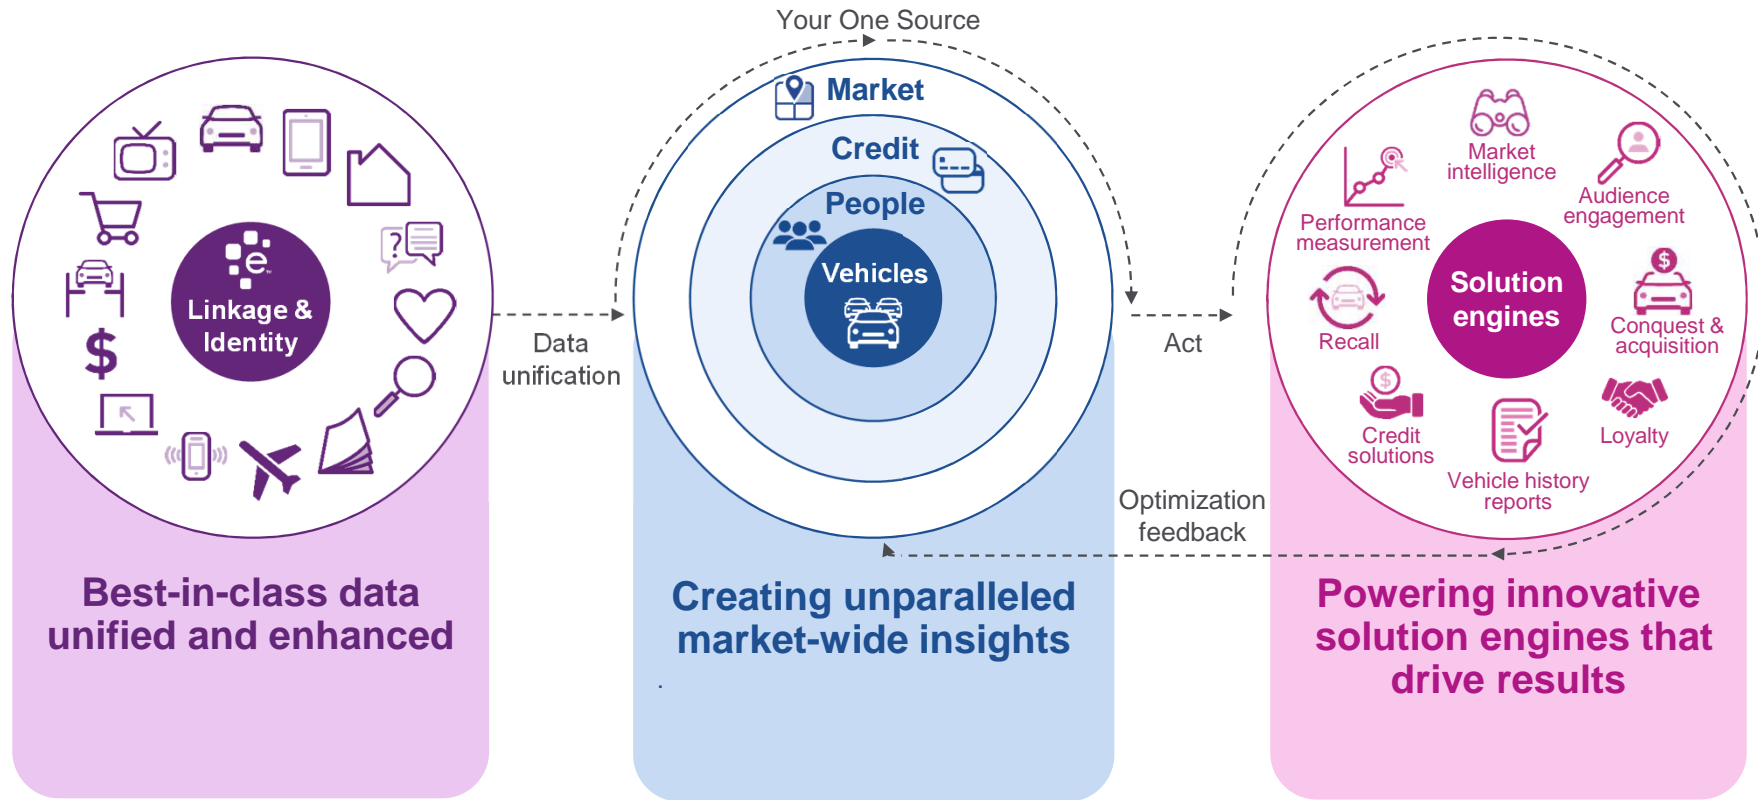 Your One Source
e
Linkage &
Identity
Best-in-class data
unified and enhanced
Data
unification
Market
Credit
People
Vehicles
Creating unparalleled
market-wide insights
.
Act
Optimization
feedback
Market
intelligence
Audience
engagement
Performance
measurement
Solution
engines
Conquest &
acquisition
Recall
Credit
solutions
Loyalty
Vehicle history
reports
Powering innovative
solution engines that
drive results
$
$
$
?